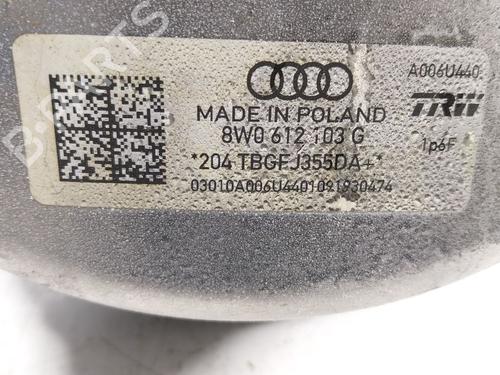 A006U440
TRW
MADE IN POLAND
8W0 612 103 G
1p6F
*204 TBGFJ355DA+*
03010A006U4401091930474
B-PARTS